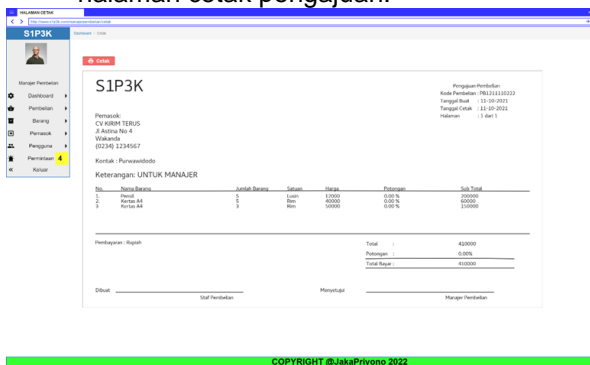 halaman cetak pengajuan.
HALAMAN CETAK
S1P3K
Dashboard / Cetak
Manajer Pembelian
Dashboard
Pembelian
Barang
Pemasok
Pengguna
Permintaan 4
Keluar
Cetak
S1P3K
Pengajuan Pembelian
Kode Pembelian : PB1211110222
Tanggal Buat : 11-10-2021
Tanggal Cetak : 11-10-2021
Halaman : 1 dari 1
Pemasok:
CV KIRIM TERUS
Jl Astina No 4
Wakanda
(0234) 1234567
Kontak : Purwawidodo
Keterangan: UNTUK MANAJER
No. Nama Barang Jumlah Barang Satuan Harga Potongan Sub Total
1. Pensil 5 Lusin 17000 0.00 % 200000
2. Kertas A4 5 Rim 40000 0.00 % 60000
3 Kertas A4 3 Rim 50000 0.00 % 150000
Pembayaran : Rupiah
Total : 410000
Potongan : 0.00%
Total Bayar : 410000
Dibuat
Menyetujui
Staf Pembelian
Manajer Pembelian
COPYRIGHT @JakaPriyono 2022